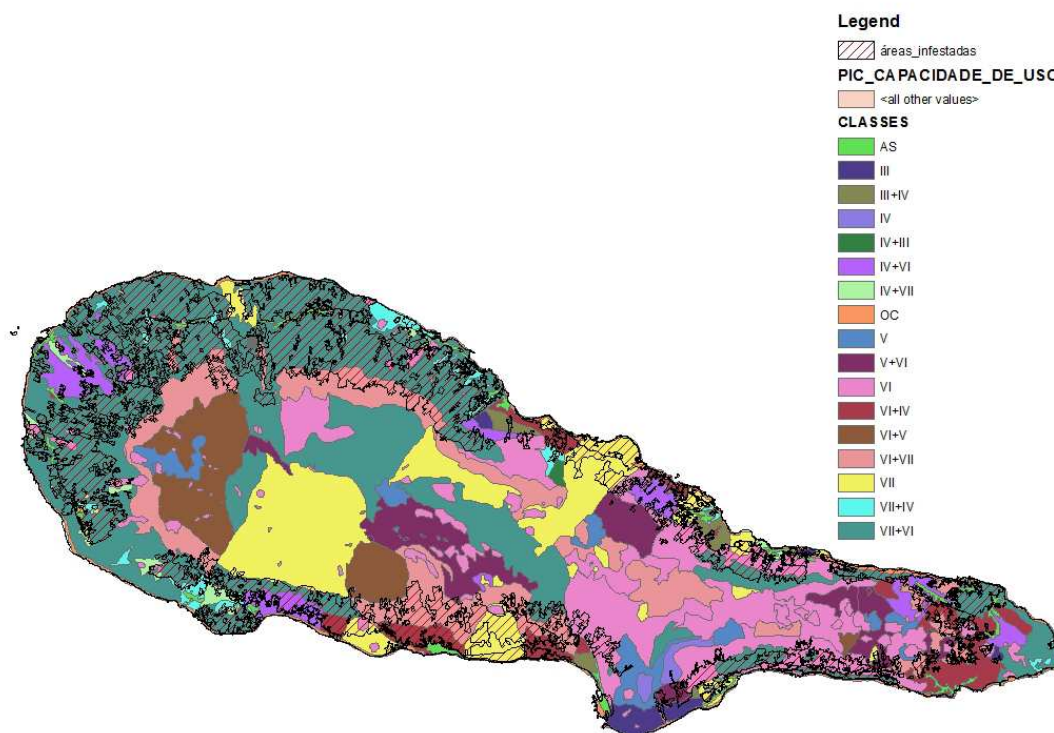 Legend
áreas_infestadas
PIC_CAPACIDADE_DE_USO
<all other values>
CLASSES
AS
III
III+IV
IV
IV+III
IV+VI
IV+VII
OC
V
V+VI
VI
VI+IV
VI+V
VI+VII
VII
VII+IV
VII+VI